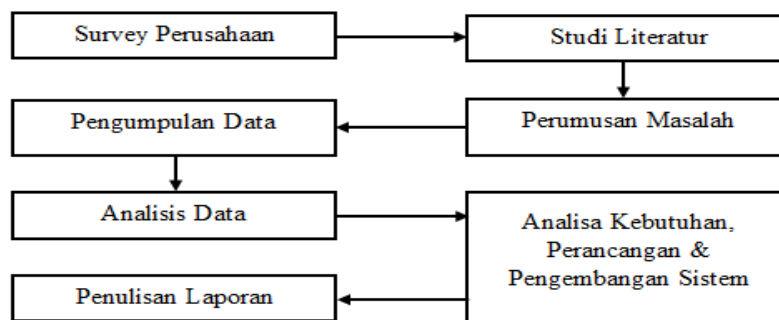 Survey Perusahaan
Studi Literatur
Perumusan Masalah
Pengumpulan Data
Analisis Data
Analisa Kebutuhan,
Perancangan &
Pengembangan Sistem
Penulisan Laporan